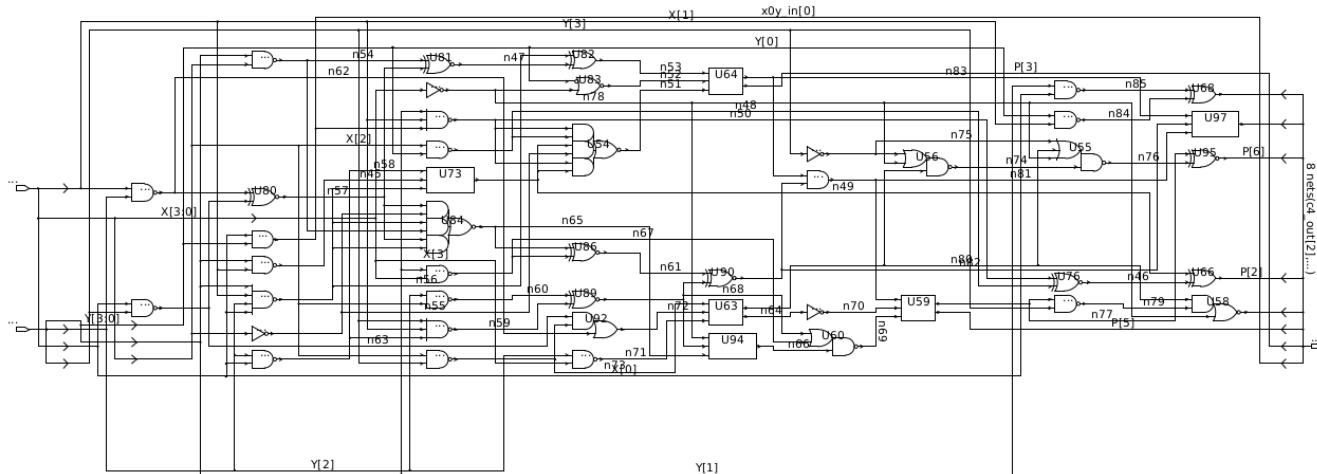 x0y_in[0]
X[1]
Y[3]
Y[0]
n54
U81
n47
U82
n53
n52
n51
U64
n83
P[3]
n62
U83
n78
n85
U68
n48
n50
n84
U97
X[2]
U54
n75
U56
U55
n74
n76
U95
P[6]
n58
n45
U73
n81
n49
U80
n57
X[3:0]
U84
n65
n67
U86
X[3]
n56
n61
U90
n82
U76
n46
U66
P[2]
8 nets(c4_out[2],...)
n60
U89
n68
n72
U63
n64
n70
U59
n79
U58
n55
n59
U92
n77
P[5]
Y[3:0]
n63
n71
U94
n66
U60
n69
n73
X[0]
Y[2]
Y[1]